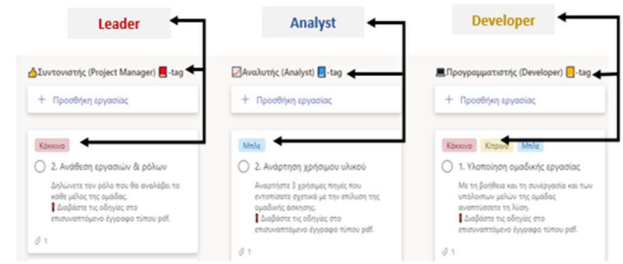 Leader
Analyst
Developer
Συντονιστής (Project Manager) -tag
Αναλυτής (Analyst) -tag
Προγραμματιστής (Developer) -tag
+ Προσθήκη εργασίας
+ Προσθήκη εργασίας
+ Προσθήκη εργασίας
Κόκκινο
2. Ανάθεση εργασιών & ρόλων
Δηλώνετε τον ρόλο που θα αναλάβει το
κάθε μέλος της ομάδας.
Διαβάστε τις οδηγίες στο
επισυναπτόμενο έγγραφο τύπου pdf.
1
Μπλε
2. Ανάρτηση χρήσιμου υλικού
Αναρτήστε 3 χρήσιμες πηγές που
εντοπίσατε σχετικά με την επίλυση της
ομαδικής άσκησης.
Διαβάστε τις οδηγίες στο
επισυναπτόμενο έγγραφο τύπου pdf.
1
Κόκκινο Κίτρινο Μπλε
1. Υλοποίηση ομαδικής εργασίας
Με τη βοήθεια και τη συνεργασία και των
υπόλοιπων μελών της ομάδας
αναπτύσσετε τη λύση.
Διαβάστε τις οδηγίες στο
επισυναπτόμενο έγγραφο τύπου pdf.
1